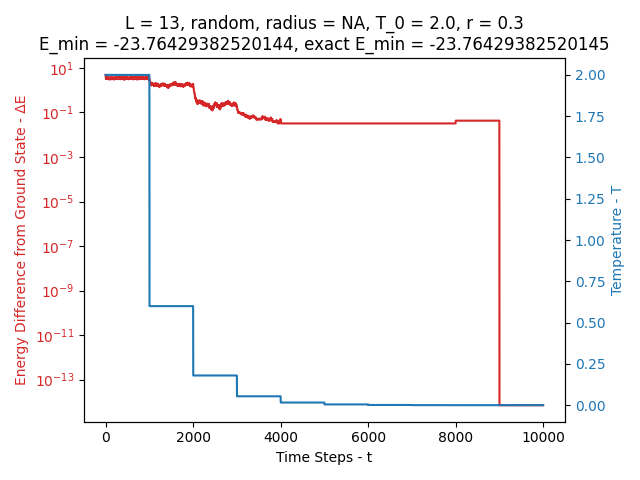 L = 13, random, radius = NA, T_0 = 2.0, r = 0.3
E_min = -23.76429382520144, exact E_min = -23.76429382520145
Energy Difference from Ground State - ΔE
10¹
10⁻¹
10⁻³
10⁻⁵
10⁻⁷
10⁻⁹
10⁻¹¹
10⁻¹³
2.00
1.75
1.50
1.25
1.00
0.75
0.50
0.25
0.00
Temperature - T
0 2000 4000 6000 8000 10000
Time Steps - t